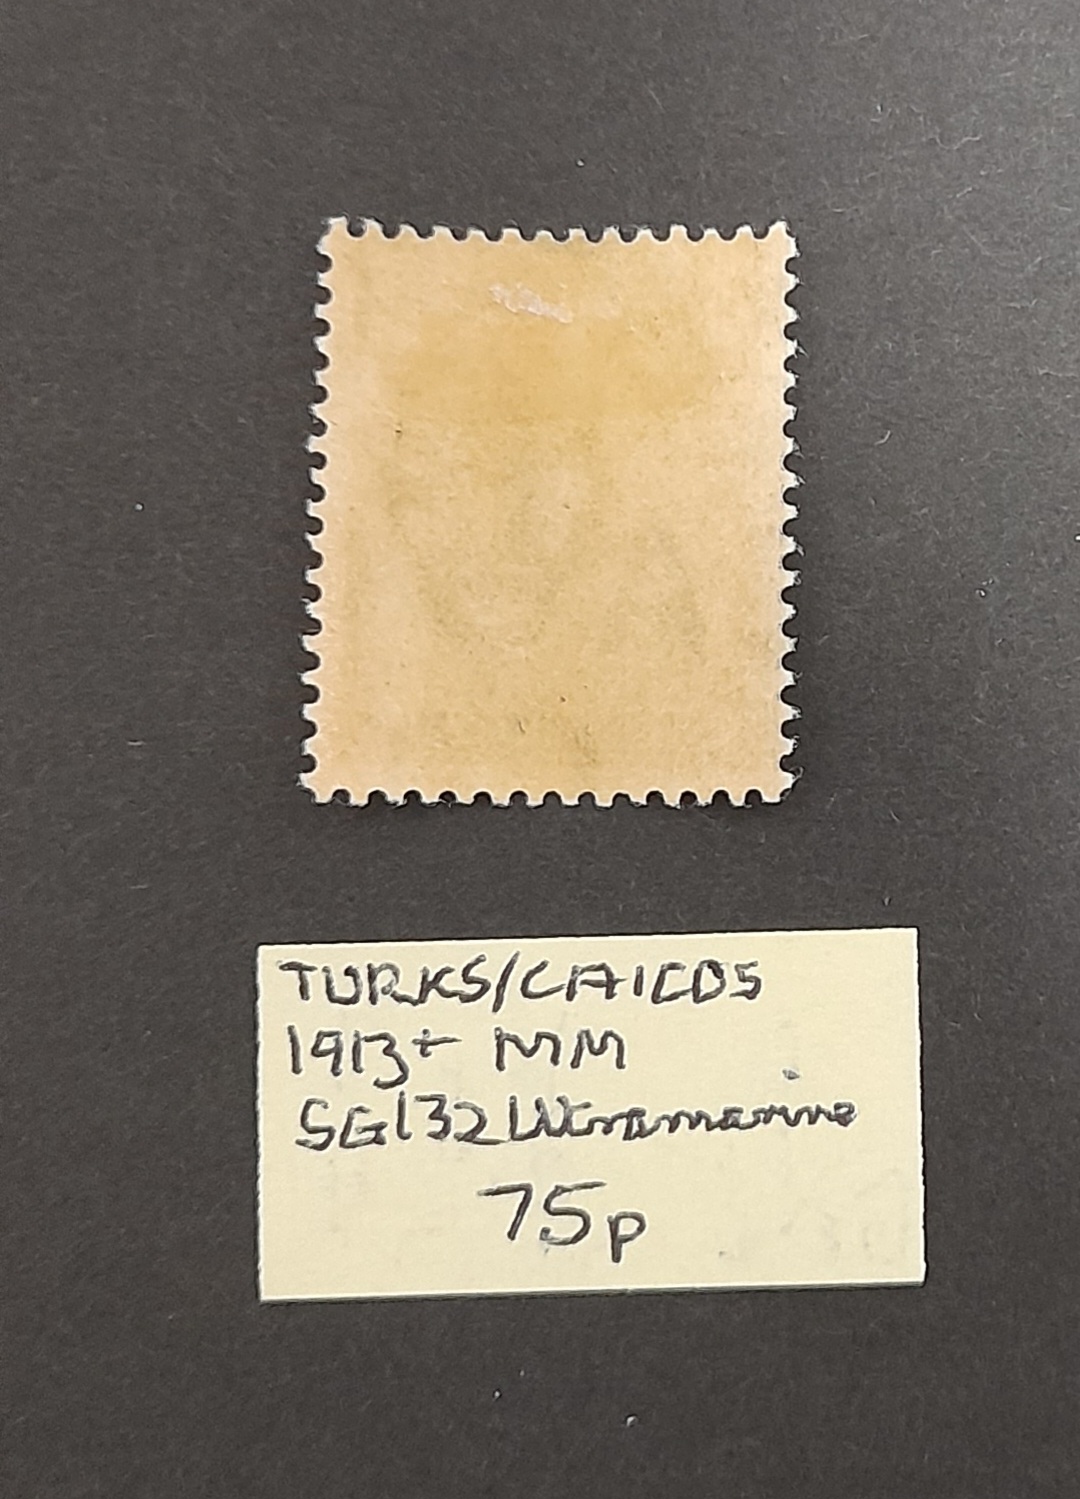 TURKS/CAICOS
1913+ MM
SG132 Ultramarine
75p